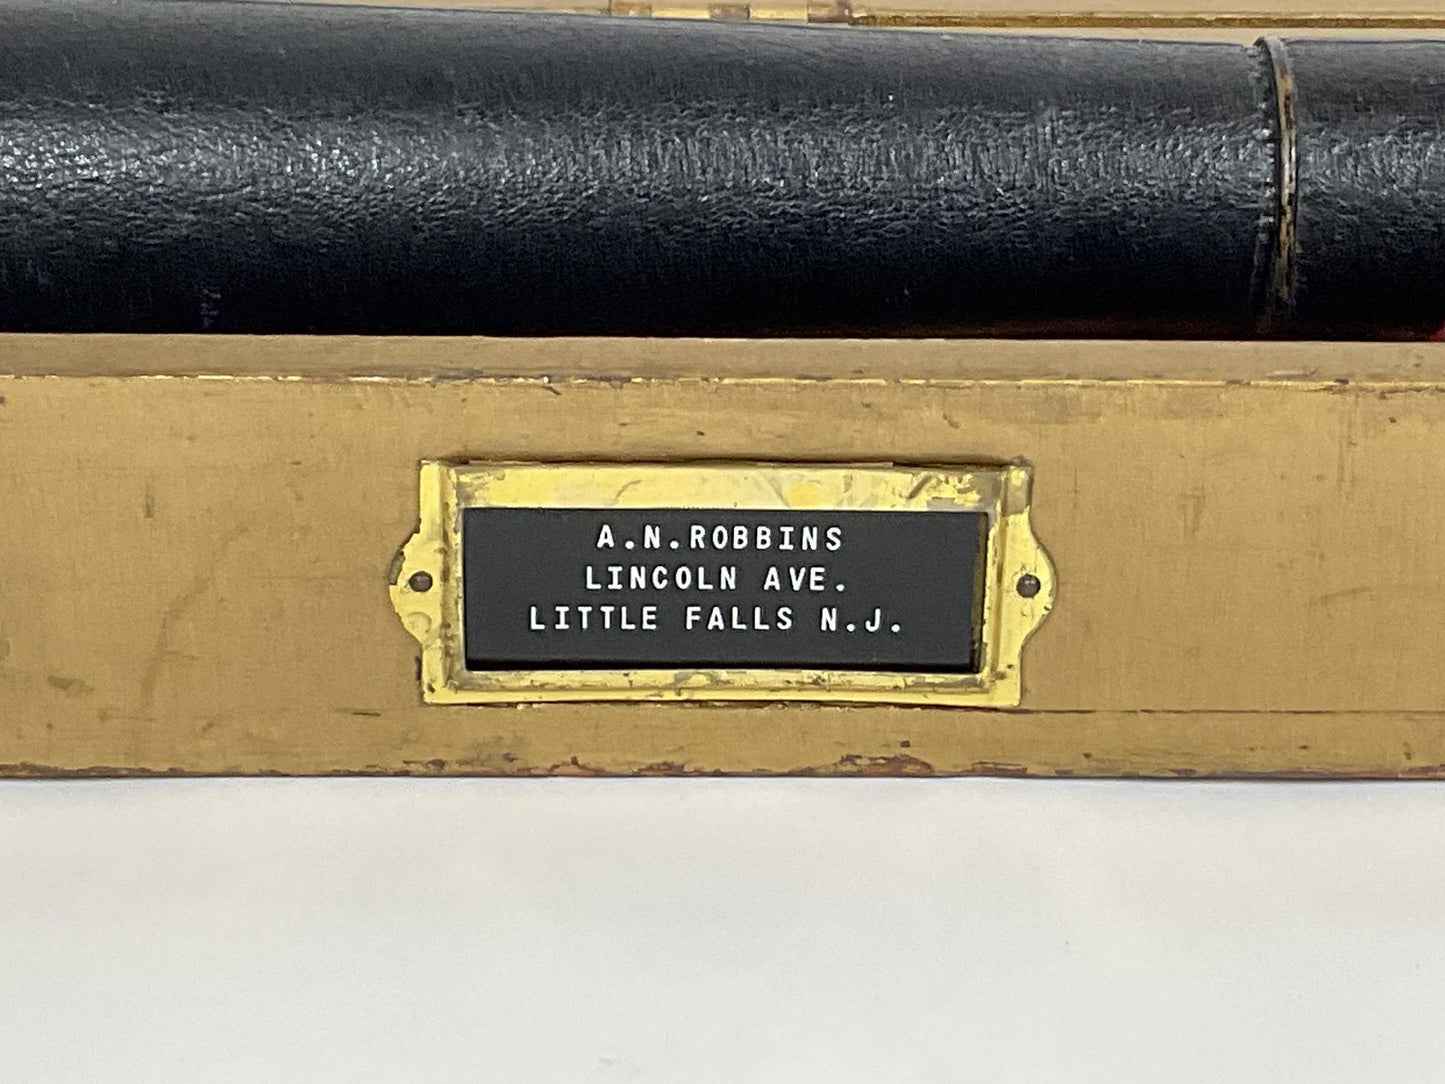 A.N.ROBBINS
LINCOLN AVE.
LITTLE FALLS N.J.